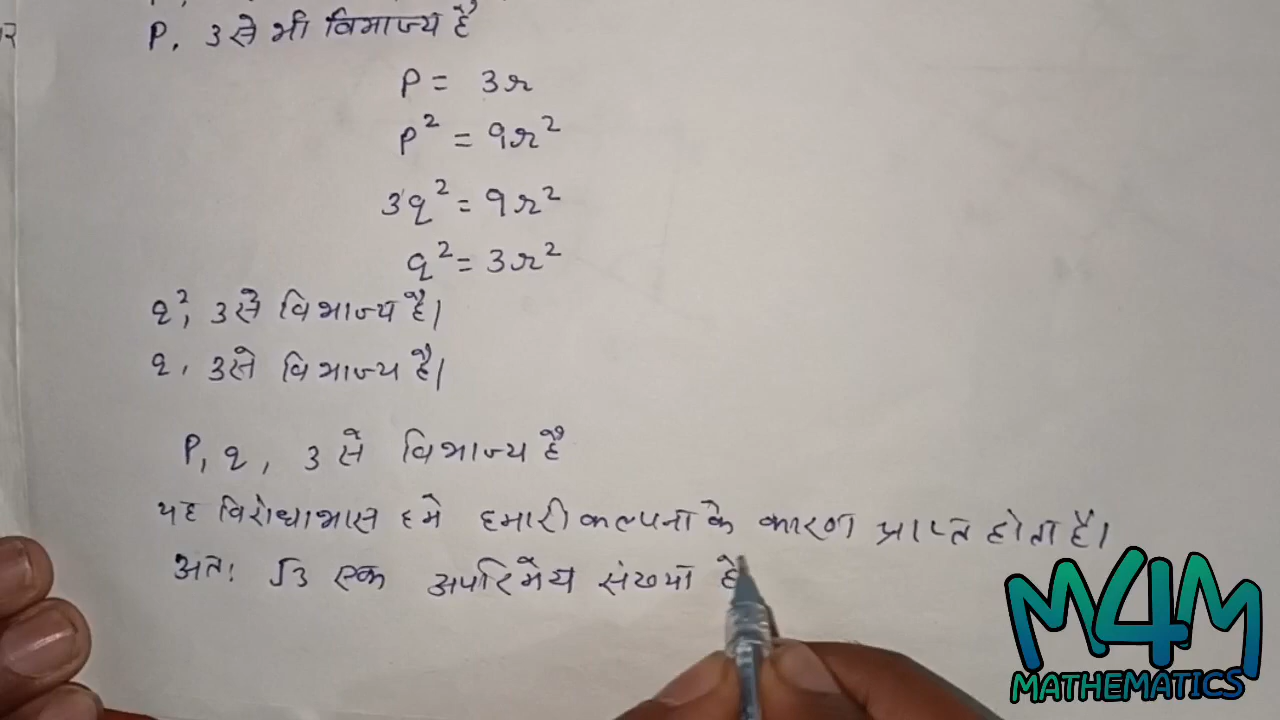 P, 3 से भी विभाज्य है
P = 3r
P² = 9r²
3q² = 9r²
q² = 3r²
q², 3 से विभाज्य है।
q, 3 से विभाज्य है।
P, q, 3 से विभाज्य है
यह विरोधाभास हमे हमारी कल्पना के कारण प्राप्त होता है।
अतः √3 एक अपरिमेय संख्या है
M4M
MATHEMATICS